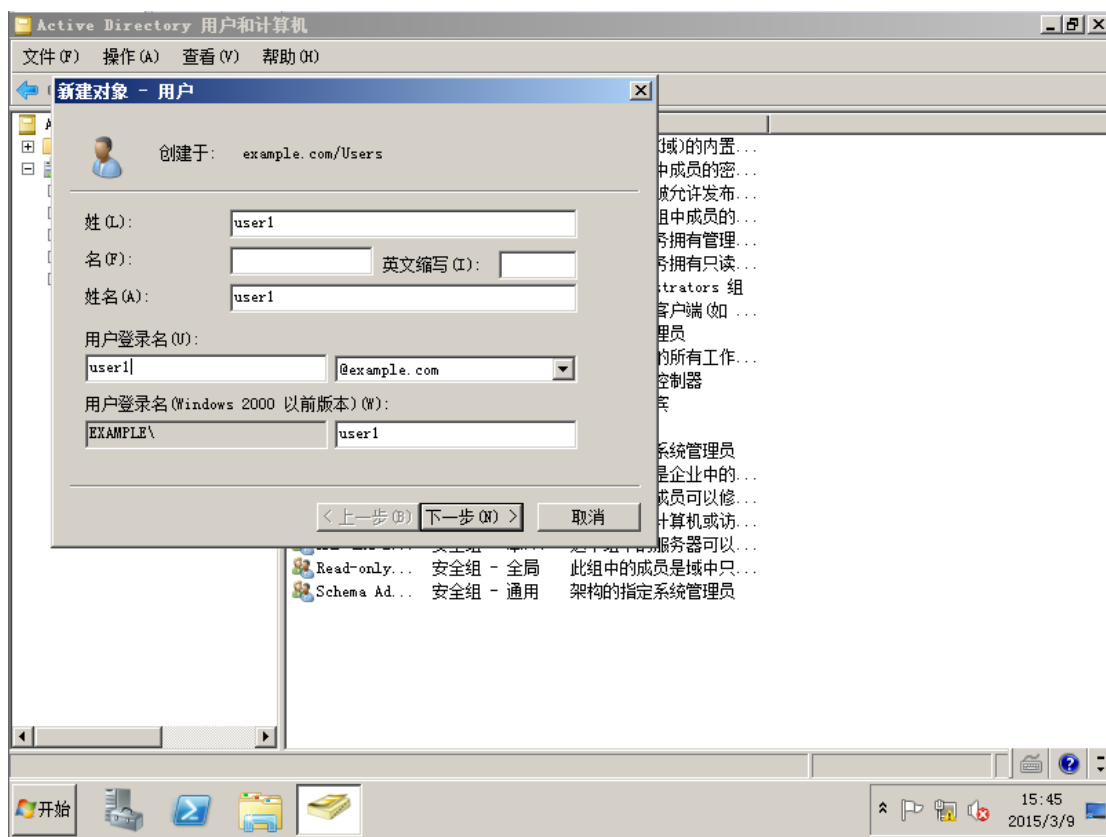 Active Directory 用户和计算机
文件(F) 操作(A) 查看(V) 帮助(H)
新建对象 - 用户
创建于: example.com/Users
姓(L): user1
名(F): 英文缩写(I):
姓名(A): user1
用户登录名(U):
user1 @example.com
用户登录名(Windows 2000 以前版本)(W):
EXAMPLE\ user1
< 上一步(B) 下一步(N) > 取消
域)的内置...
中成员的密...
被允许发布...
组中成员的...
务拥有管理...
务拥有只读...
strators 组
客户端(如 ...
理员
的所有工作...
控制器
宾
系统管理员
是企业中的...
成员可以修...
计算机或访...
服务器可以...
Read-only... 安全组 - 全局 此组中的成员是域中只...
Schema Ad... 安全组 - 通用 架构的指定系统管理员
开始
15:45
2015/3/9